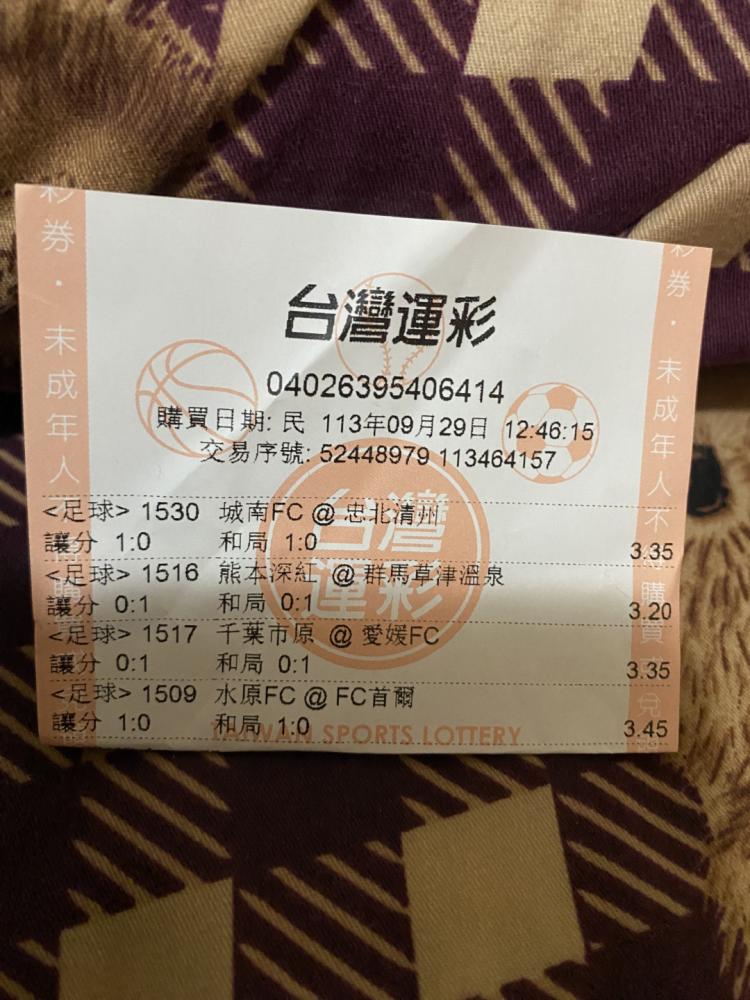 彩券．未成年人
彩券．未成年人不
台灣運彩
04026395406414
購買日期: 民 113年09月29日 12:46:15
交易序號: 52448979 113464157
台灣
運彩
<足球> 1530 城南FC @ 忠北清州
讓分 1:0 和局 1:0 3.35
<足球> 1516 熊本深紅 @ 群馬草津溫泉
讓分 0:1 和局 0:1 3.20
<足球> 1517 千葉市原 @ 愛媛FC
讓分 0:1 和局 0:1 3.35
<足球> 1509 水原FC @ FC首爾
讓分 1:0 和局 1:0 3.45
TAIWAN SPORTS LOTTERY